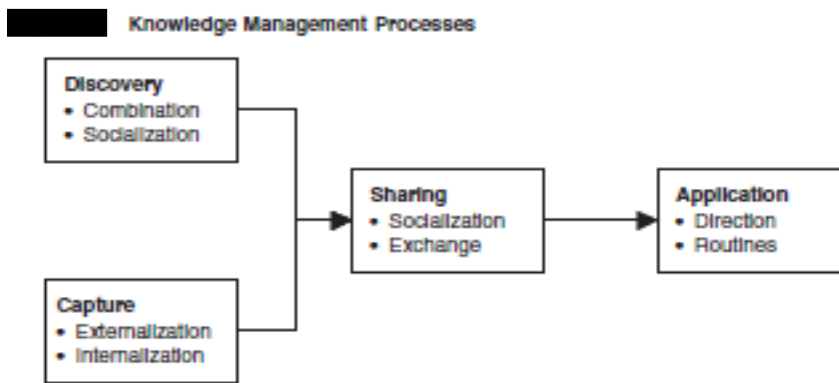 Knowledge Management Processes
Discovery
• Combination
• Socialization
Sharing
• Socialization
• Exchange
Application
• Direction
• Routines
Capture
• Externalization
• Internalization